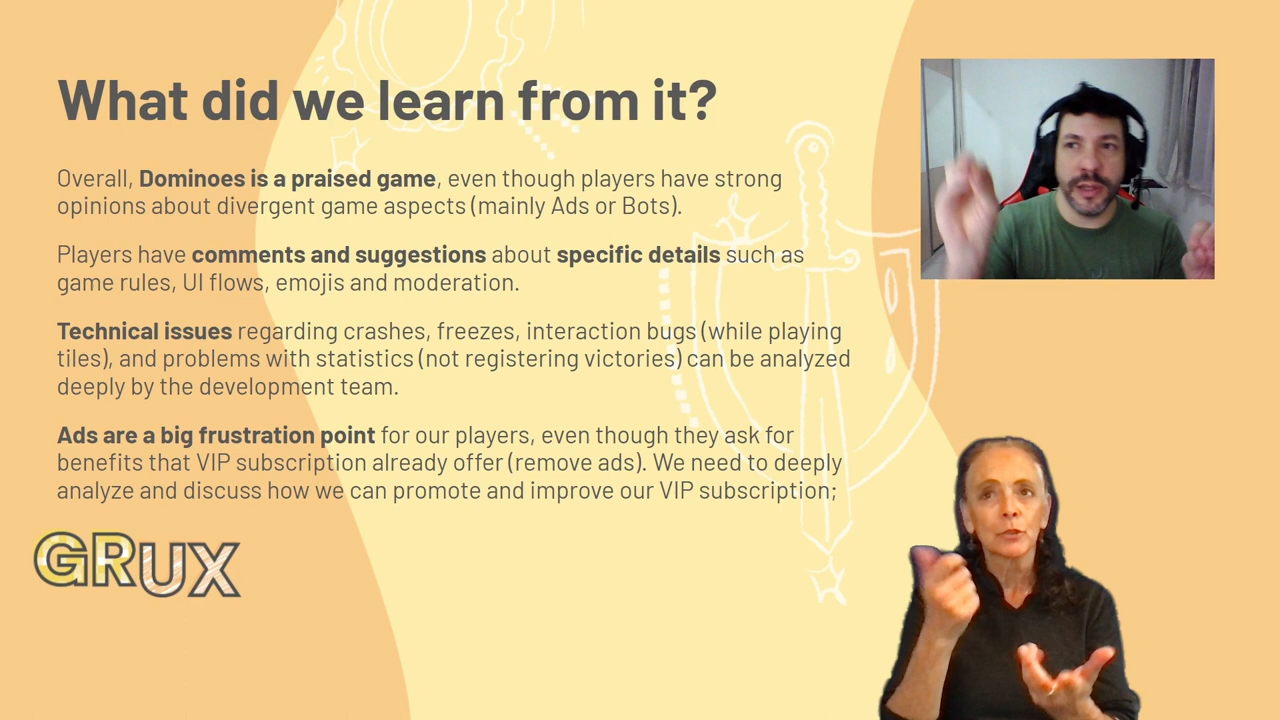 What did we learn from it?
Overall, Dominoes is a praised game, even though players have strong
opinions about divergent game aspects (mainly Ads or Bots).
Players have comments and suggestions about specific details such as
game rules, UI flows, emojis and moderation.
Technical issues regarding crashes, freezes, interaction bugs (while playing
tiles), and problems with statistics (not registering victories) can be analyzed
deeply by the development team.
Ads are a big frustration point for our players, even though they ask for
benefits that VIP subscription already offer (remove ads). We need to deeply
analyze and discuss how we can promote and improve our VIP subscription;
GRUX